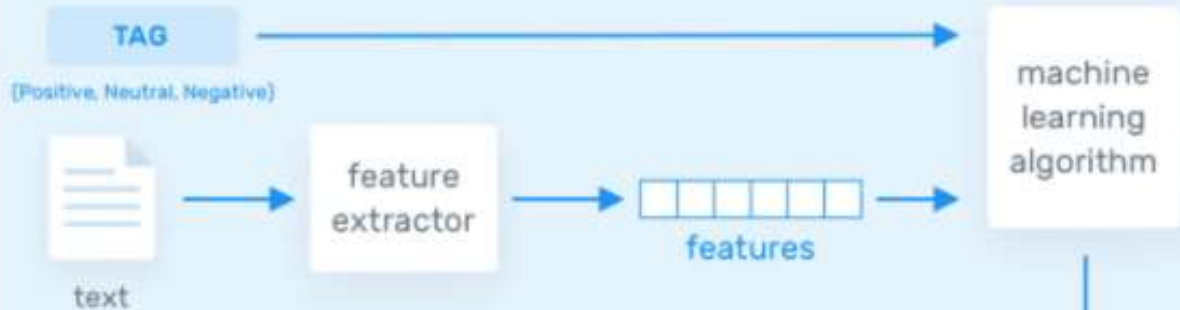 TAG
(Positive, Neutral, Negative)
machine
learning
algorithm
feature
extractor
features
text